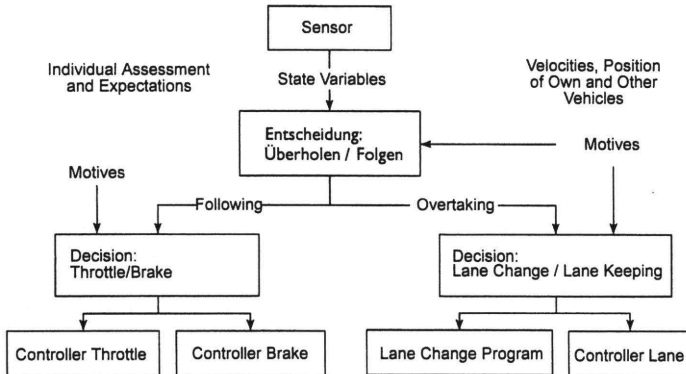 Sensor
Individual Assessment
and Expectations
State Variables
Velocities, Position
of Own and Other
Vehicles
Entscheidung:
Überholen / Folgen
Motives
Motives
Following
Overtaking
Decision:
Throttle/Brake
Decision:
Lane Change / Lane Keeping
Controller Throttle
Controller Brake
Lane Change Program
Controller Lane